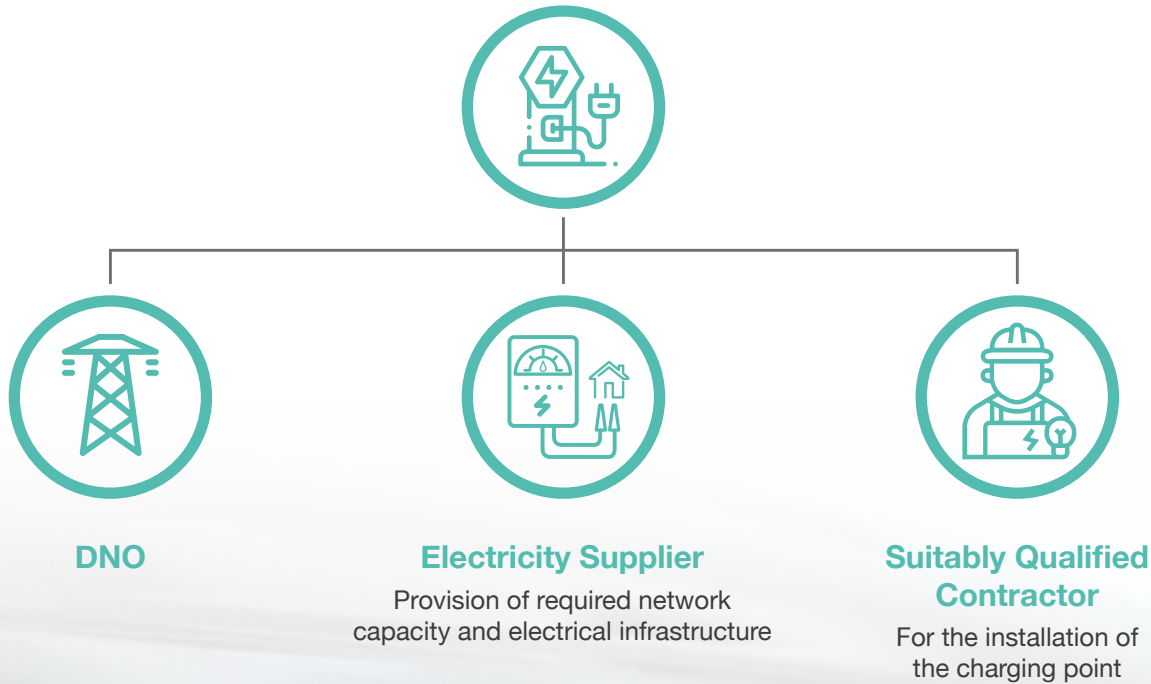 DNO
Electricity Supplier
Provision of required network
capacity and electrical infrastructure
Suitably Qualified
Contractor
For the installation of
the charging point